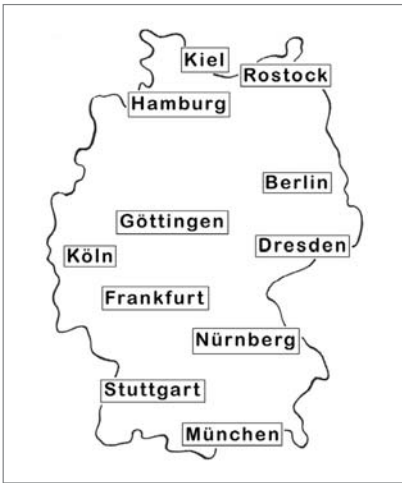 Kiel
Rostock
Hamburg
Berlin
Göttingen
Dresden
Köln
Frankfurt
Nürnberg
Stuttgart
München